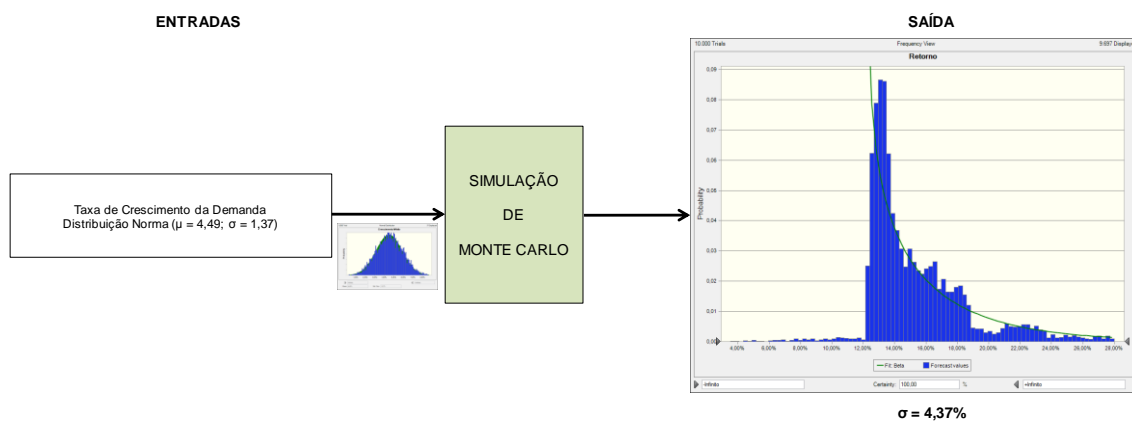 ENTRADAS
SAÍDA
Taxa de Crescimento da Demanda
Distribuição Norma (μ = 4,49; σ = 1,37)
SIMULAÇÃO
DE
MONTE CARLO
10.000 Trials Frequency View 9.697 Display
Retorno
0,09
0,08
0,07
0,06
0,05
0,04
0,03
0,02
0,01
0,00
Probability
4,00% 6,00% 8,00% 10,00% 12,00% 14,00% 16,00% 18,00% 20,00% 22,00% 24,00% 26,00% 28,00%
Fit: Beta Forecast values
-Infinito Certainty: 100,00 % +Infinito
σ = 4,37%